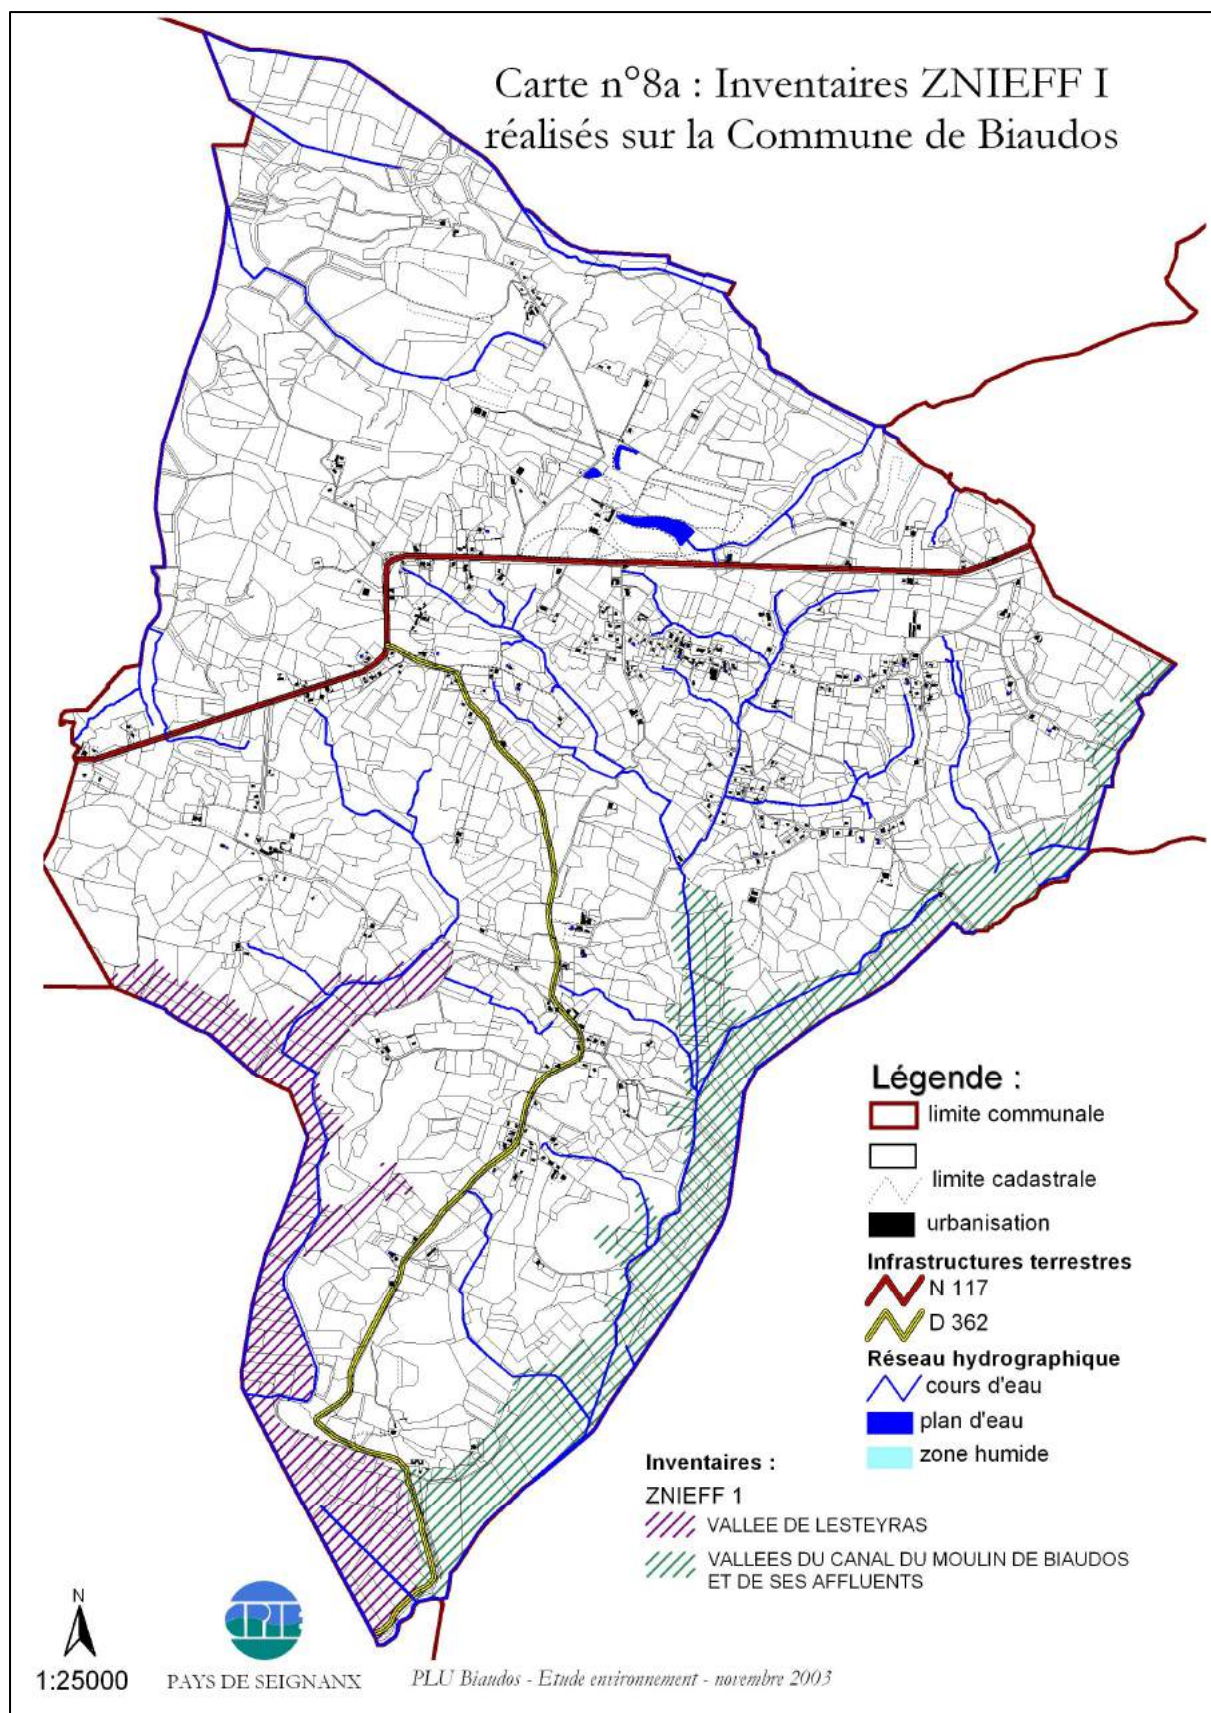 Carte n°8a : Inventaires ZNIEFF I
réalisés sur la Commune de Biaudos
Légende :
limite communale
limite cadastrale
urbanisation
Infrastructures terrestres
N 117
D 362
Réseau hydrographique
cours d'eau
plan d'eau
zone humide
Inventaires :
ZNIEFF 1
VALLEE DE LESTEYRAS
VALLEES DU CANAL DU MOULIN DE BIAUDOS
ET DE SES AFFLUENTS
N
1:25000
CPIE
PAYS DE SEIGNANX
PLU Biaudos - Etude environnement - novembre 2003